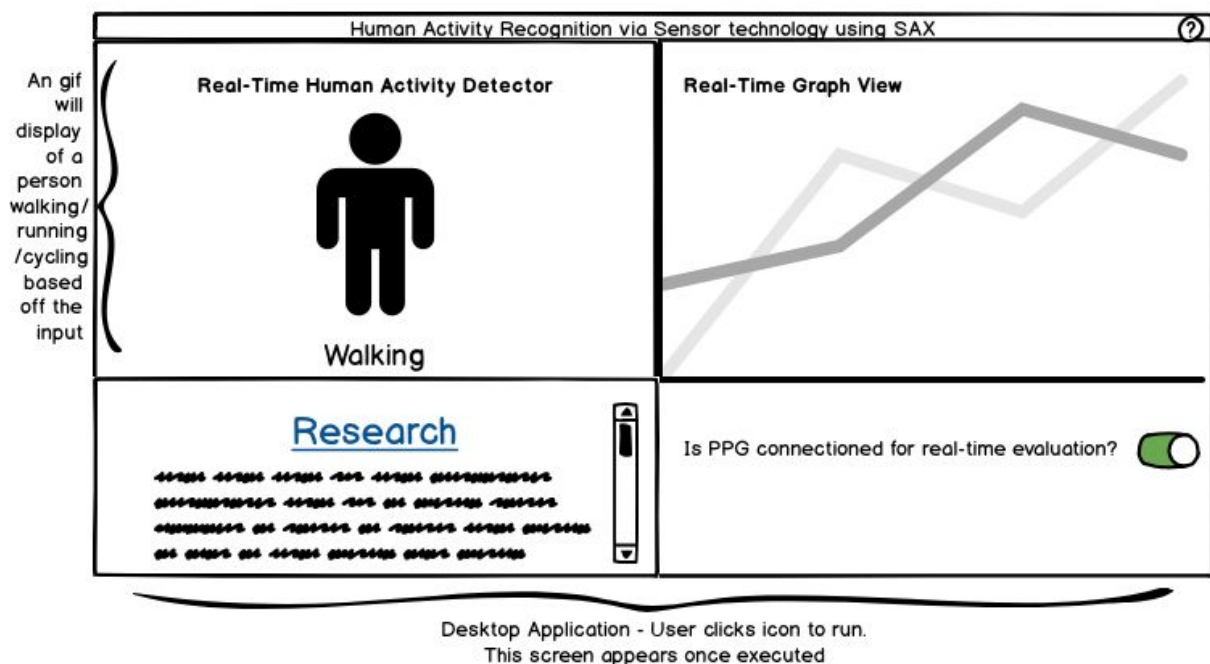 Human Activity Recognition via Sensor technology using SAX
?
An gif
will
display
of a
person
walking/
running
/cycling
based
off the
input
Real-Time Human Activity Detector
Walking
Real-Time Graph View
Research
Is PPG connectioned for real-time evaluation?
Desktop Application - User clicks icon to run.
This screen appears once executed